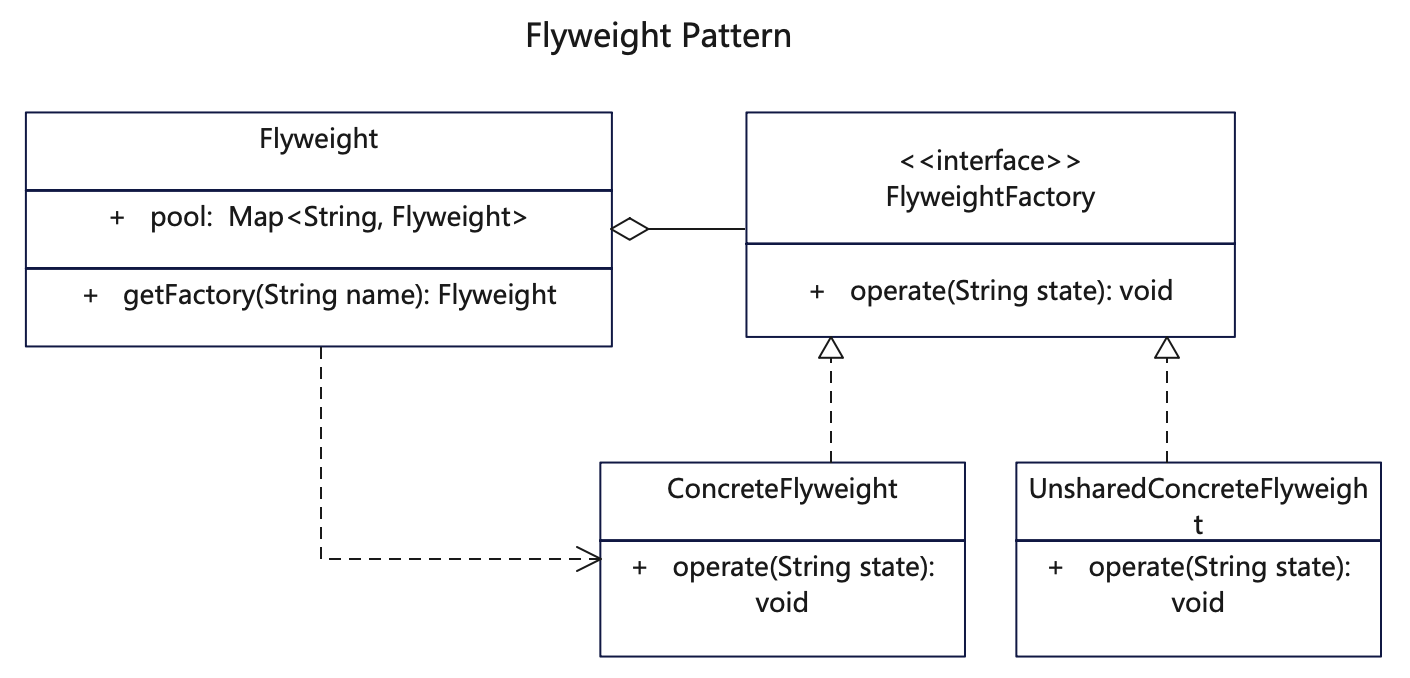 Flyweight Pattern
Flyweight
+ pool: Map<String, Flyweight>
+ getFactory(String name): Flyweight
<<interface>>
FlyweightFactory
+ operate(String state): void
ConcreteFlyweight
+ operate(String state):
void
UnsharedConcreteFlyweigh
t
+ operate(String state):
void